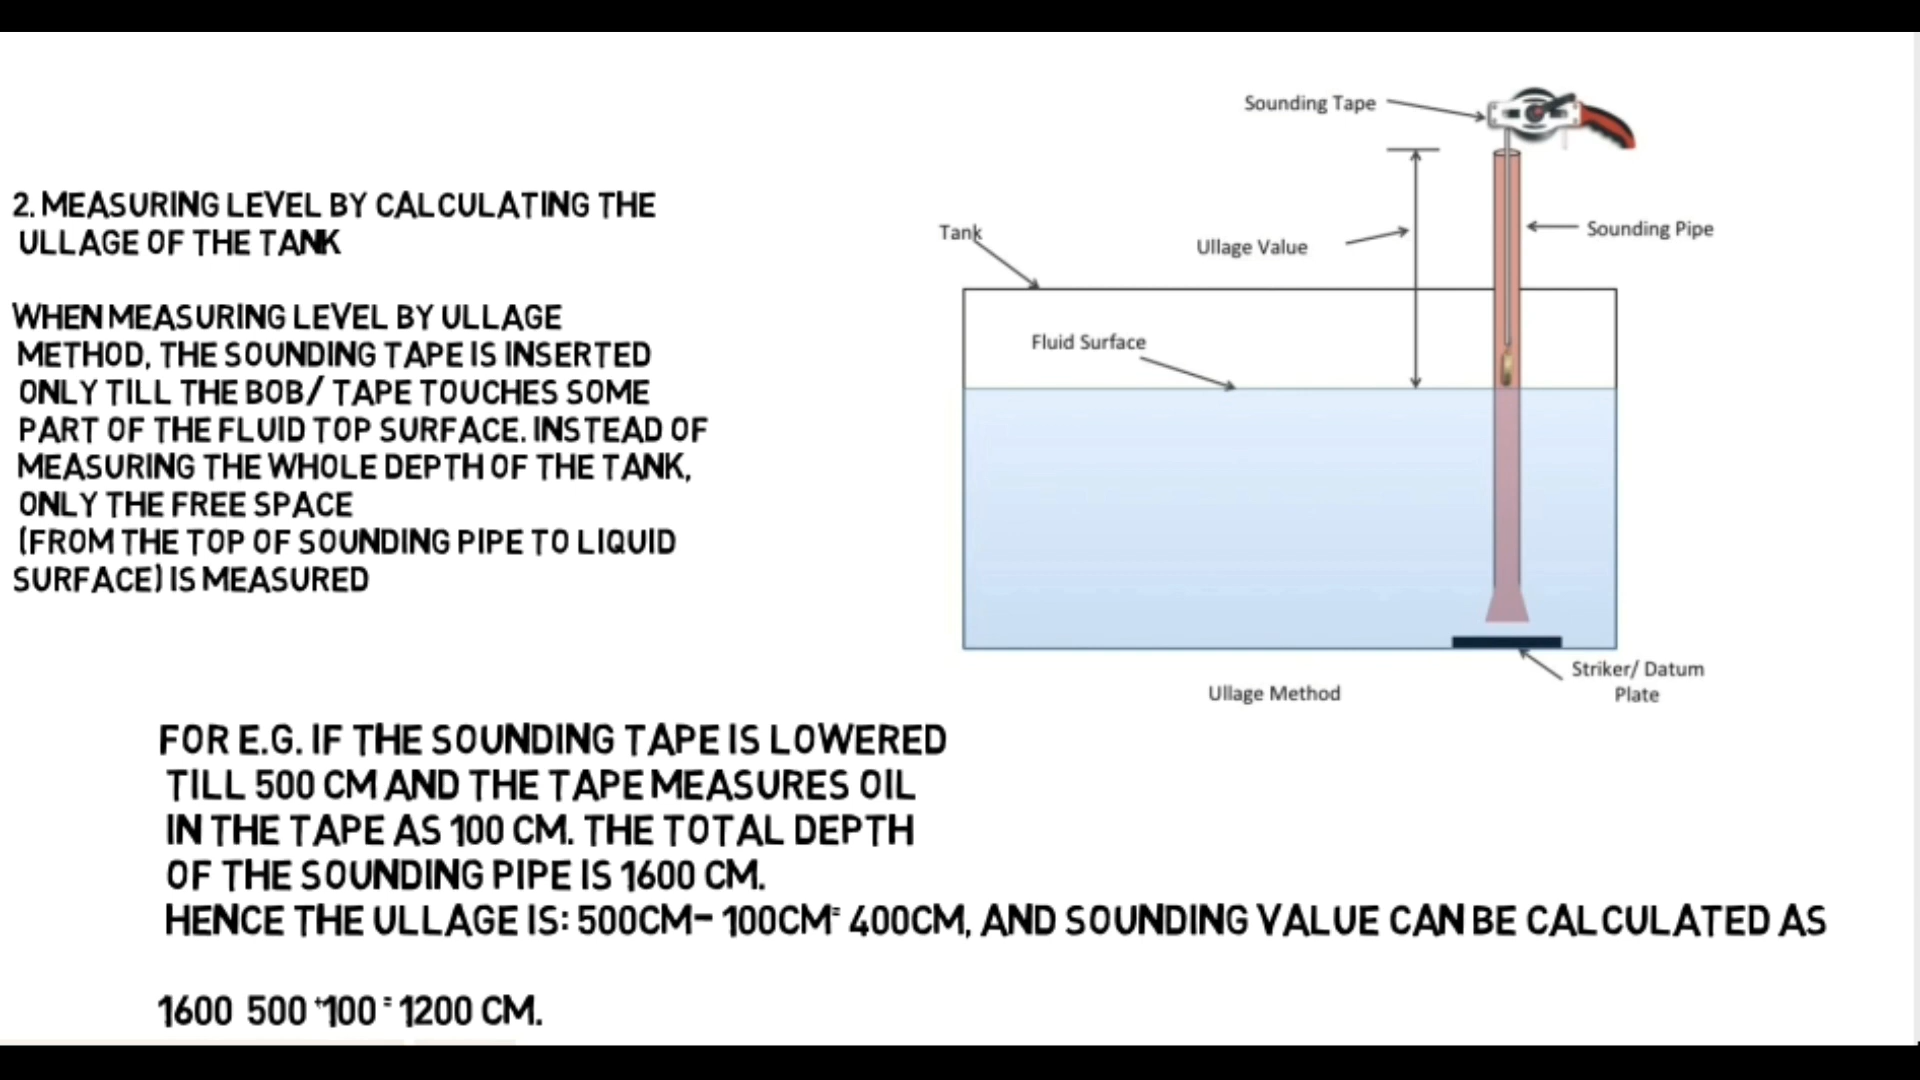 2. MEASURING LEVEL BY CALCULATING THE
ULLAGE OF THE TANK
WHEN MEASURING LEVEL BY ULLAGE
METHOD, THE SOUNDING TAPE IS INSERTED
ONLY TILL THE BOB/ TAPE TOUCHES SOME
PART OF THE FLUID TOP SURFACE. INSTEAD OF
MEASURING THE WHOLE DEPTH OF THE TANK,
ONLY THE FREE SPACE
(FROM THE TOP OF SOUNDING PIPE TO LIQUID
SURFACE) IS MEASURED
Sounding Tape
Tank
Ullage Value
Sounding Pipe
Fluid Surface
Striker/ Datum
Plate
Ullage Method
FOR E.G. IF THE SOUNDING TAPE IS LOWERED
TILL 500 CM AND THE TAPE MEASURES OIL
IN THE TAPE AS 100 CM. THE TOTAL DEPTH
OF THE SOUNDING PIPE IS 1600 CM.
HENCE THE ULLAGE IS: 500CM- 100CM= 400CM, AND SOUNDING VALUE CAN BE CALCULATED AS
1600 500 +100 = 1200 CM.